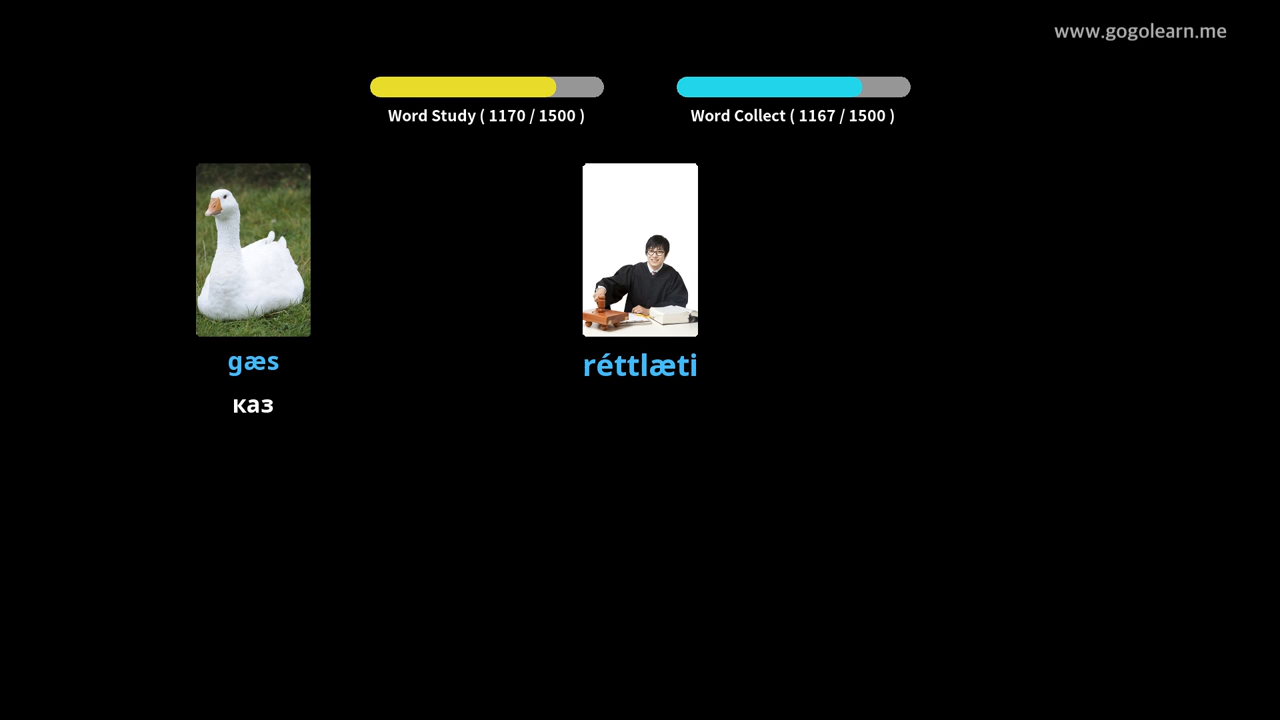 www.gogolearn.me
Word Study ( 1170 / 1500 )
Word Collect ( 1167 / 1500 )
gæs
каз
réttlæti